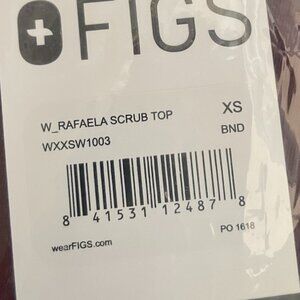 FIGS
W_RAFAELA SCRUB TOP XS
WXXSW1003 BND
8 41531 12487 8
wearFIGS.com PO 1618